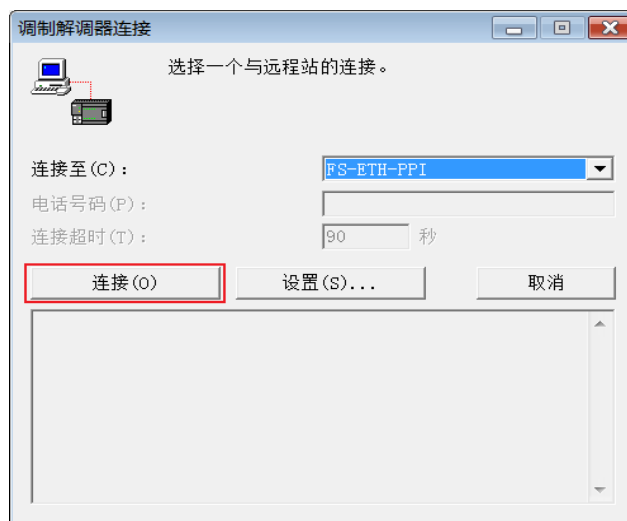 调制解调器连接
选择一个与远程站的连接。
连接至(C)： FS-ETH-PPI
电话号码(P)：
连接超时(T)： 90 秒
连接(O) 设置(S)... 取消